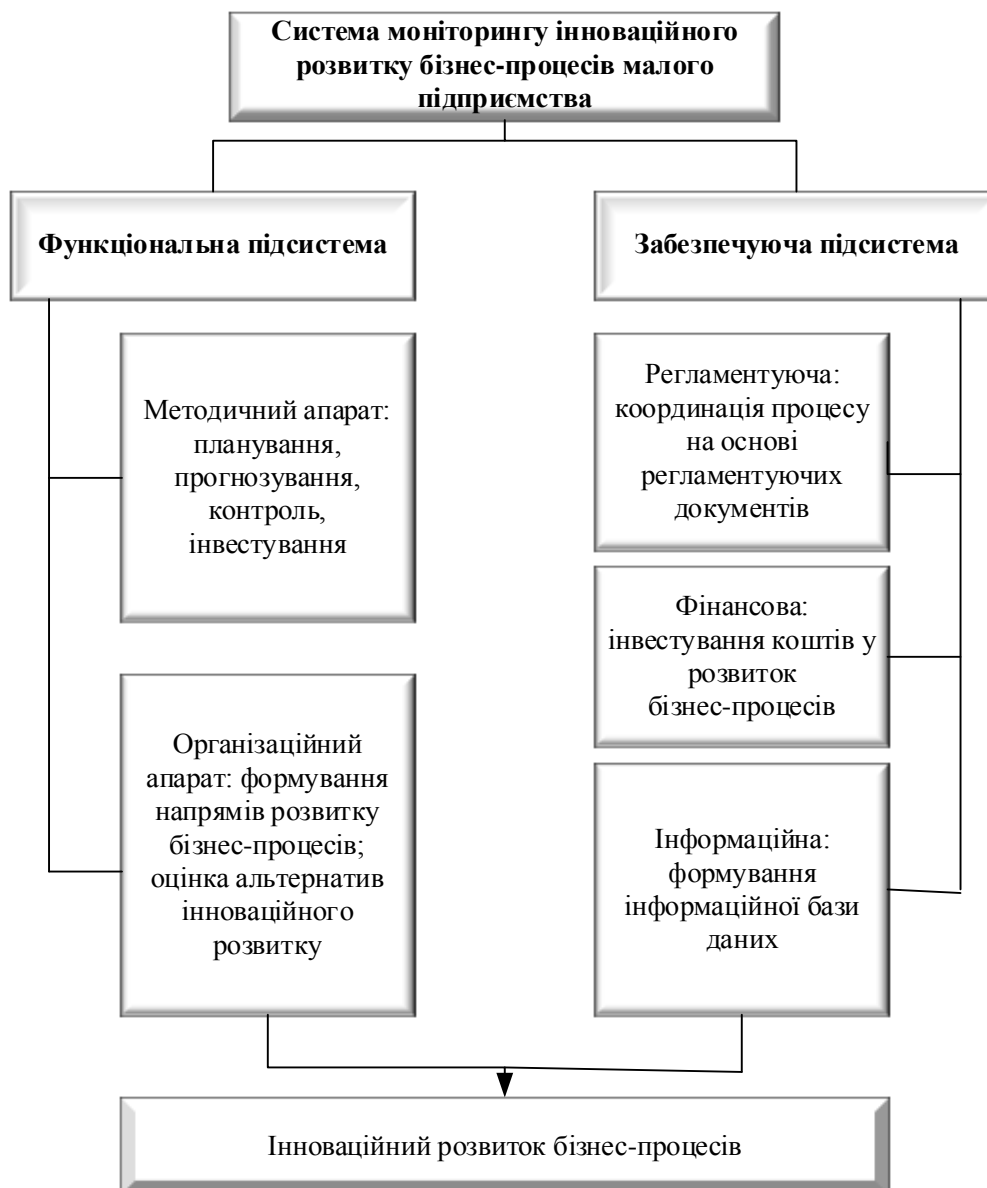 Система моніторингу інноваційного
розвитку бізнес-процесів малого
підприємства
Функціональна підсистема
Забезпечуюча підсистема
Методичний апарат:
планування,
прогнозування,
контроль,
інвестування
Організаційний
апарат: формування
напрямів розвитку
бізнес-процесів;
оцінка альтернатив
інноваційного
розвитку
Регламентуюча:
координація процесу
на основі
регламентуючих
документів
Фінансова:
інвестування коштів у
розвиток
бізнес-процесів
Інформаційна:
формування
інформаційної бази
даних
Інноваційний розвиток бізнес-процесів